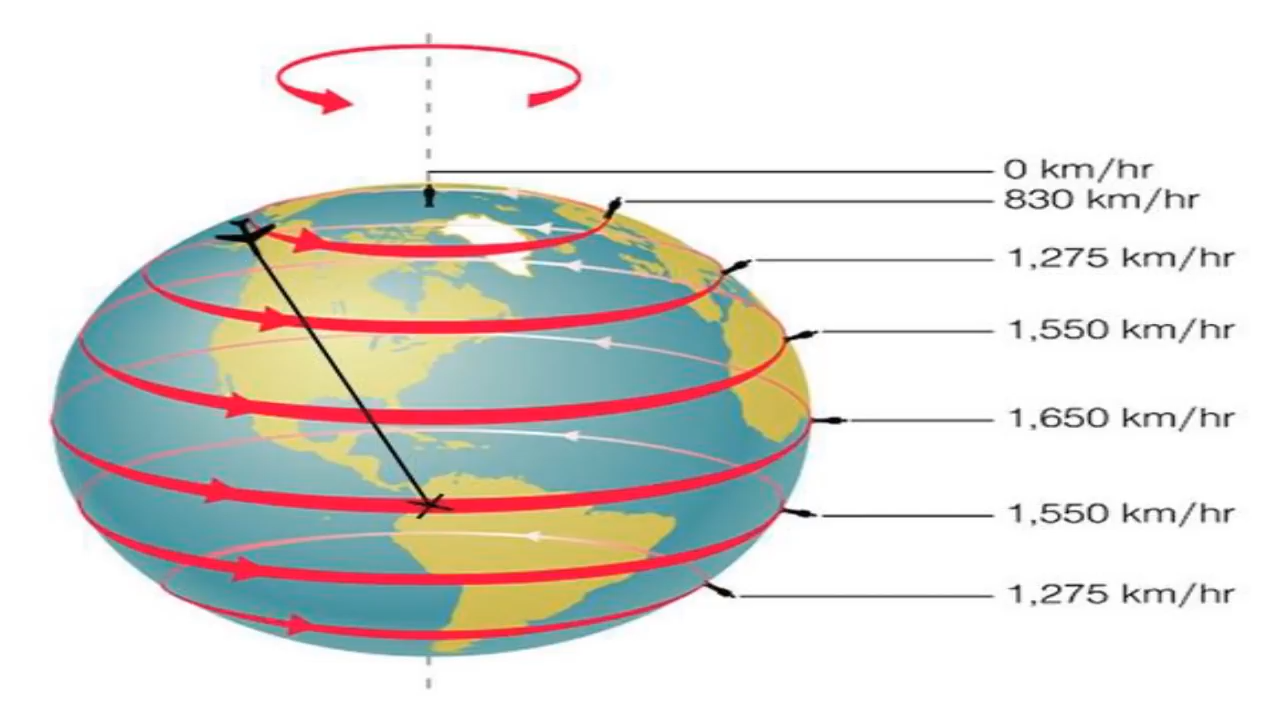 0 km/hr
830 km/hr
1,275 km/hr
1,550 km/hr
1,650 km/hr
1,550 km/hr
1,275 km/hr